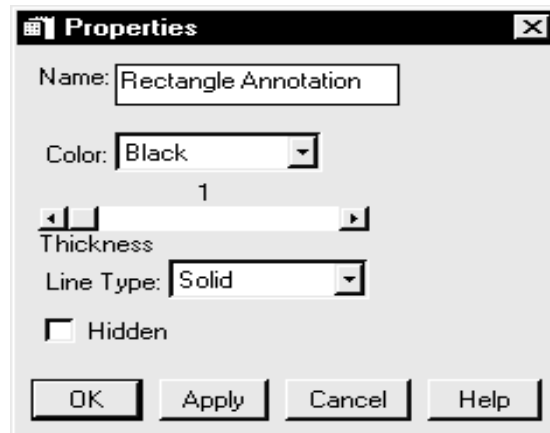 Properties
Name: Rectangle Annotation
Color: Black
1
Thickness
Line Type: Solid
Hidden
OK Apply Cancel Help